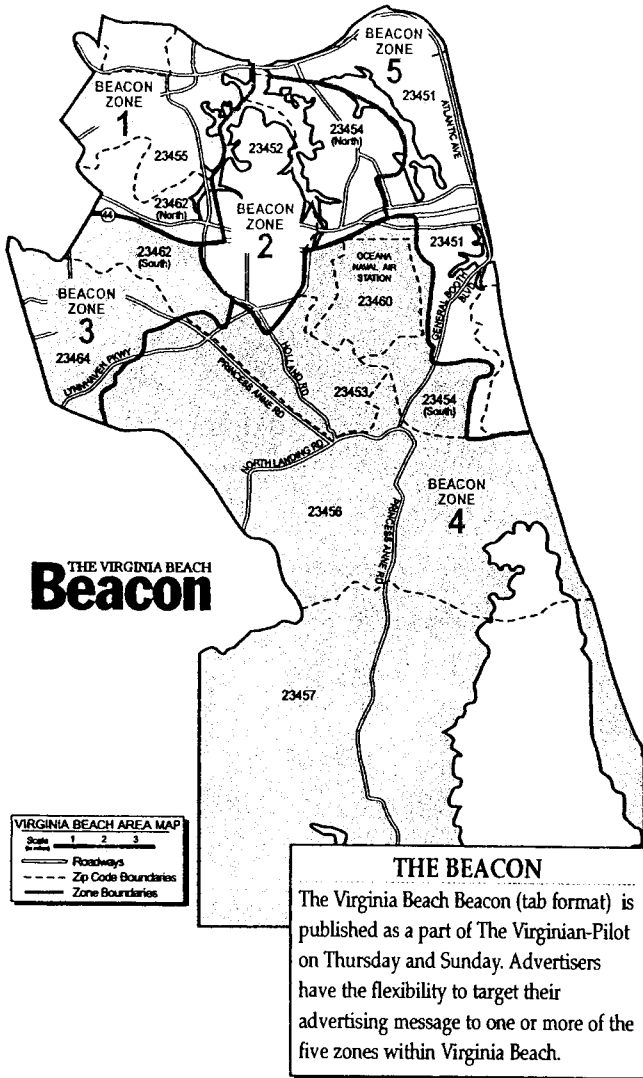 BEACON
ZONE
5
23451
ATLANTIC AVE
BEACON
ZONE
1
23455
23452
23454
(North)
23462
(North)
44
BEACON
ZONE
2
23462
(South)
23451
OCEANA
NAVAL AIR
STATION
23460
GENERAL BOOTH
BLVD
BEACON
ZONE
3
23464
LYNNHAVEN PKWY
PRINCESS ANNE RD
HOLLAND RD
23453
23454
(South)
NORTH LANDING RD
23456
PRINCESS ANNE RD
BEACON
ZONE
4
THE VIRGINIA BEACH
Beacon
23457
VIRGINIA BEACH AREA MAP
Scale
(in miles)
1 2 3
Roadways
Zip Code Boundaries
Zone Boundaries
THE BEACON
The Virginia Beach Beacon (tab format) is
published as a part of The Virginian-Pilot
on Thursday and Sunday. Advertisers
have the flexibility to target their
advertising message to one or more of the
five zones within Virginia Beach.